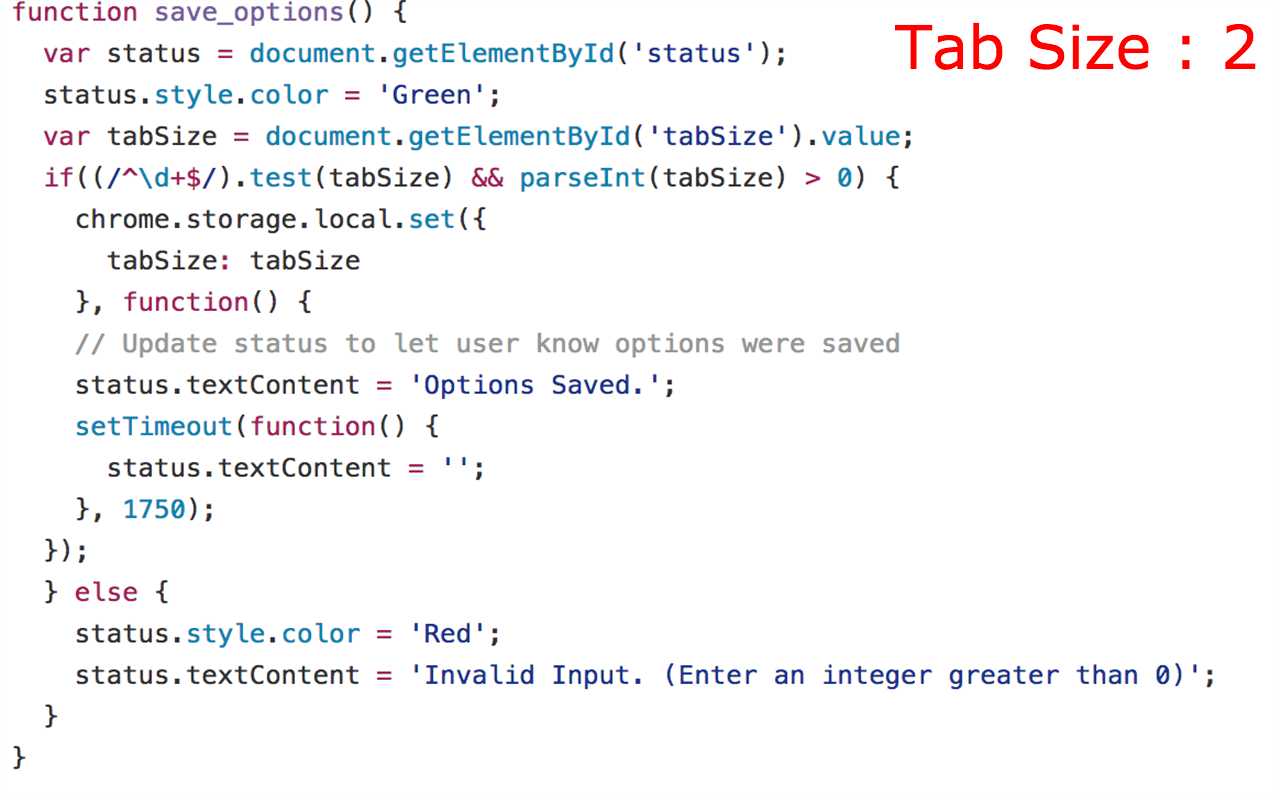 function save_options() {
Tab Size : 2
  var status = document.getElementById('status');
  status.style.color = 'Green';
  var tabSize = document.getElementById('tabSize').value;
  if((/^\d+$/).test(tabSize) && parseInt(tabSize) > 0) {
    chrome.storage.local.set({
      tabSize: tabSize
    }, function() {
    // Update status to let user know options were saved
    status.textContent = 'Options Saved.';
    setTimeout(function() {
      status.textContent = '';
    }, 1750);
  });
  } else {
    status.style.color = 'Red';
    status.textContent = 'Invalid Input. (Enter an integer greater than 0)';
  }
}